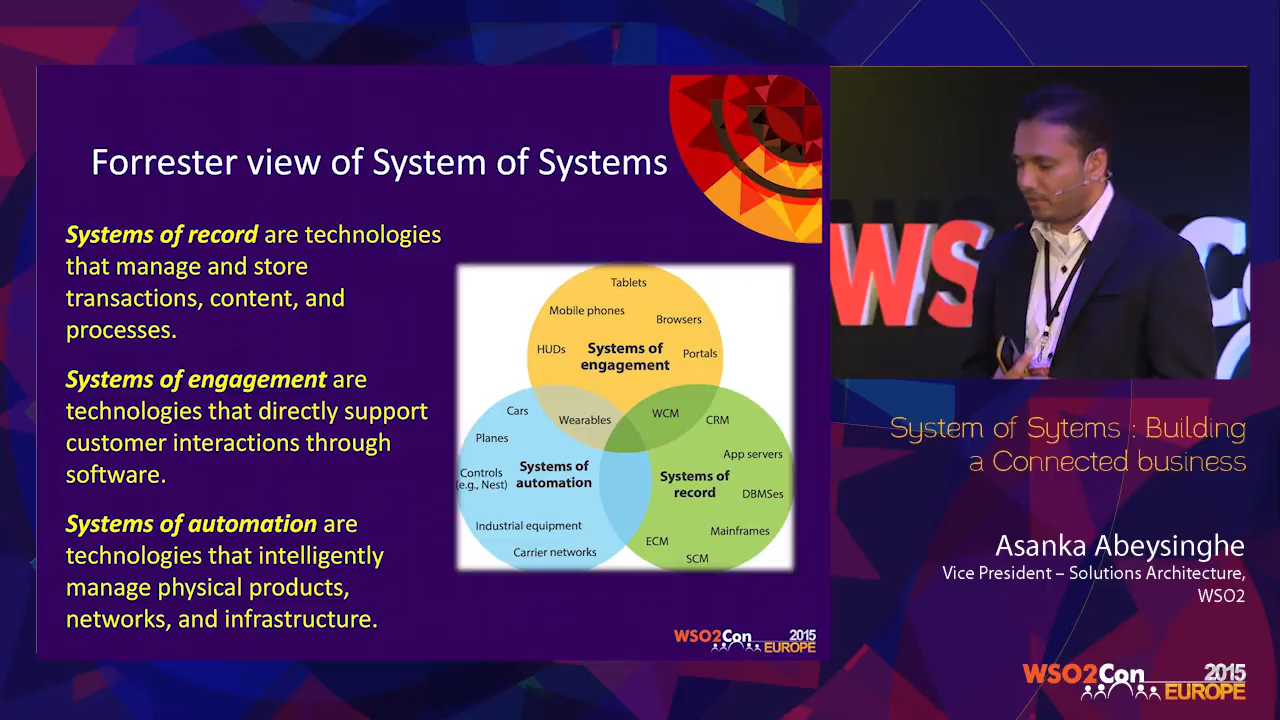 Forrester view of System of Systems
Systems of record are technologies
that manage and store
transactions, content, and
processes.
Systems of engagement are
technologies that directly support
customer interactions through
software.
Systems of automation are
technologies that intelligently
manage physical products,
networks, and infrastructure.
Tablets
Mobile phones
Browsers
HUDs
Systems of
engagement
Portals
Cars
Wearables
WCM
CRM
Planes
App servers
Controls
(e.g., Nest)
Systems of
automation
Systems of
record
DBMSes
Industrial equipment
Mainframes
ECM
Carrier networks
SCM
WSO2Con 2015
EUROPE
WS
C
System of Sytems : Building
a Connected business
Asanka Abeysinghe
Vice President – Solutions Architecture,
WSO2
WSO2Con 2015
EUROPE